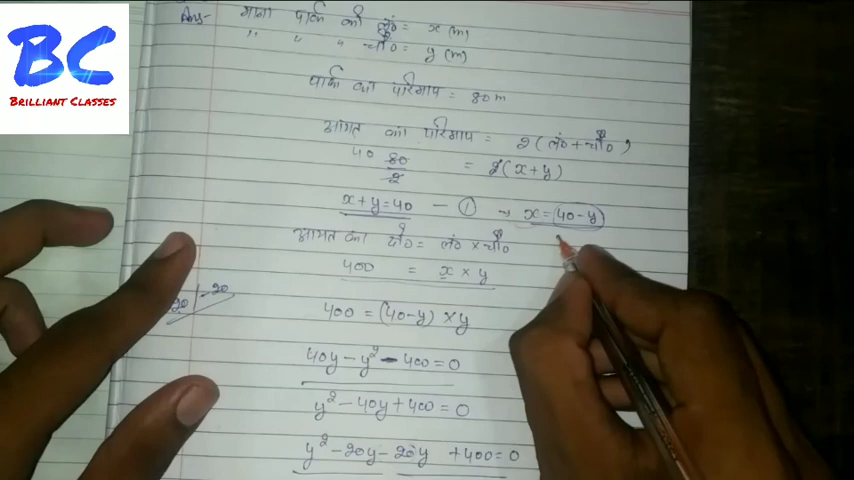 BC
BRILLIANT CLASSES
Ans- माना पार्क की लं० = x (m)
" " " चौ० = y (m)
पार्क का परिमाप = 80 m
आयत का परिमाप = 2 (लं० + चौ०)
40 80/2 = 2 (x + y)
x + y = 40 — ① → x = (40 - y)
आयत का क्षे० = लं० × चौ०
400 = x × y
20 | 20
400 = (40 - y) × y
40y - y² - 400 = 0
y² - 40y + 400 = 0
y² - 20y - 20y + 400 = 0